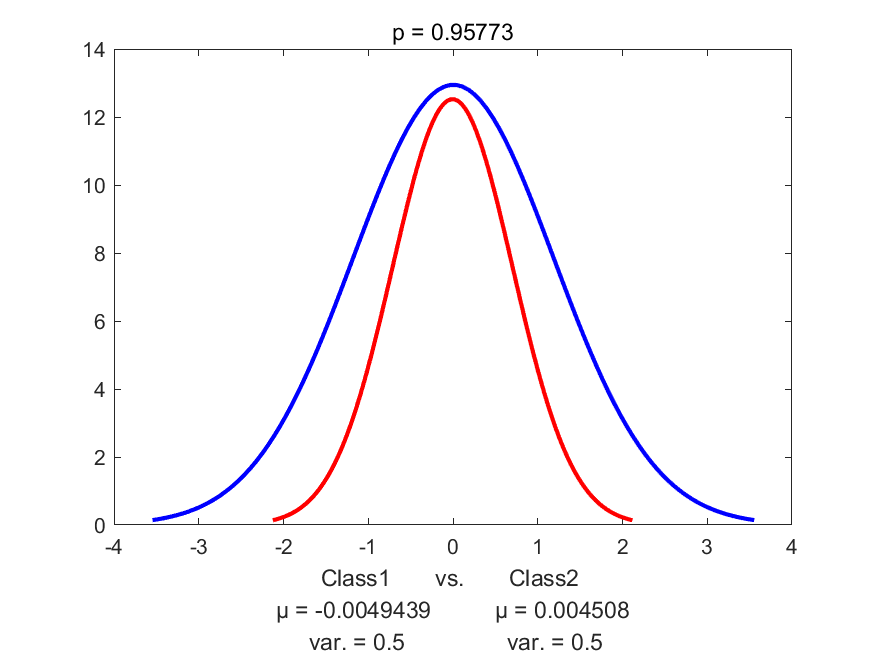 p = 0.95773
14
12
10
8
6
4
2
0
-4 -3 -2 -1 0 1 2 3 4
Class1 vs. Class2
μ = -0.0049439 μ = 0.004508
var. = 0.5 var. = 0.5